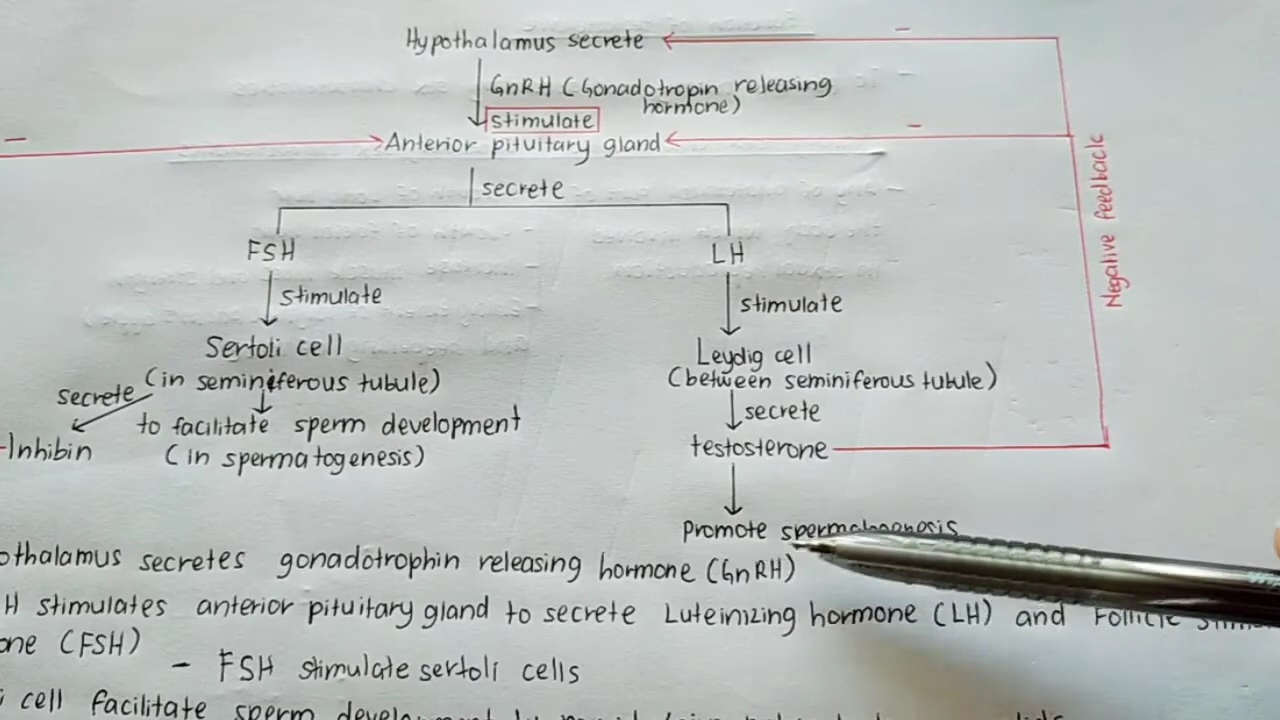 Hypothalamus secrete
GnRH (Gonadotropin releasing
hormone)
stimulate
Anterior pituitary gland
secrete
FSH
LH
stimulate
stimulate
Sertoli cell
(in seminiferous tubule)
secrete
to facilitate sperm development
(in spermatogenesis)
-Inhibin
Leydig cell
(between seminiferous tubule)
secrete
testosterone
Promote
Negative feedback
othalamus secretes gonadotrophin releasing hormone (GnRH)
H stimulates anterior pituitary gland to secrete Luteinizing hormone (LH) and Follicle
one (FSH)
- FSH stimulate sertoli cells
i cell facilitate sperm